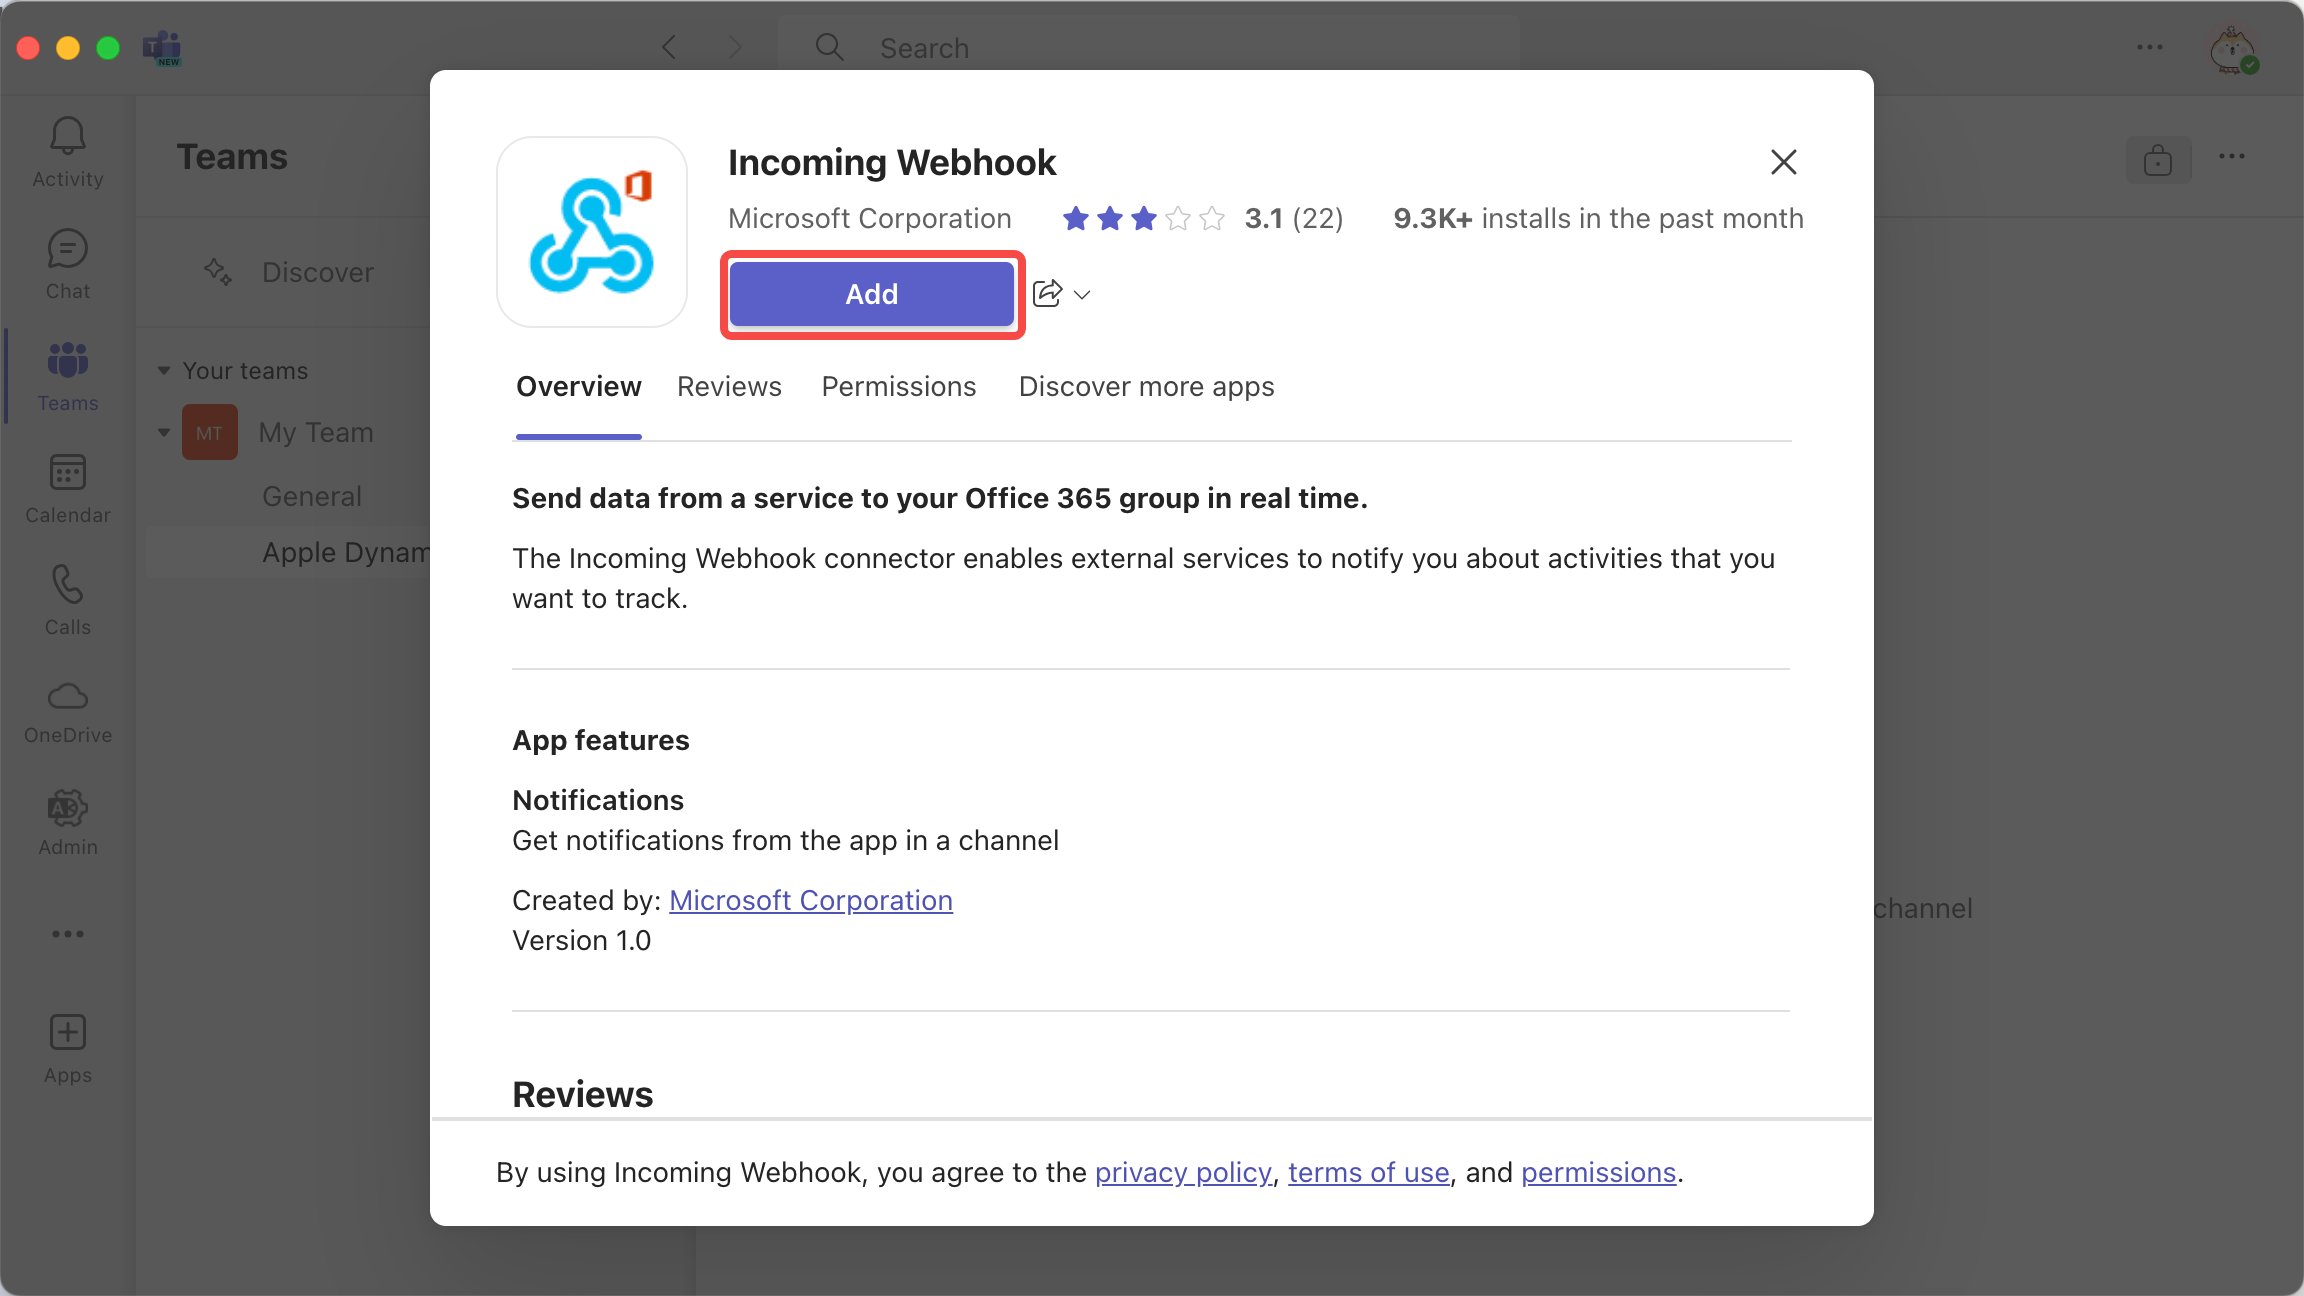 NEW
Search
Activity
Chat
Teams
Calendar
Calls
OneDrive
Admin
Apps
Teams
Discover
Your teams
MT
My Team
General
Apple Dynam
channel
Incoming Webhook
Microsoft Corporation 3.1 (22) 9.3K+ installs in the past month
Add
Overview Reviews Permissions Discover more apps
Send data from a service to your Office 365 group in real time.
The Incoming Webhook connector enables external services to notify you about activities that you
want to track.
App features
Notifications
Get notifications from the app in a channel
Created by: Microsoft Corporation
Version 1.0
Reviews
By using Incoming Webhook, you agree to the privacy policy, terms of use, and permissions.